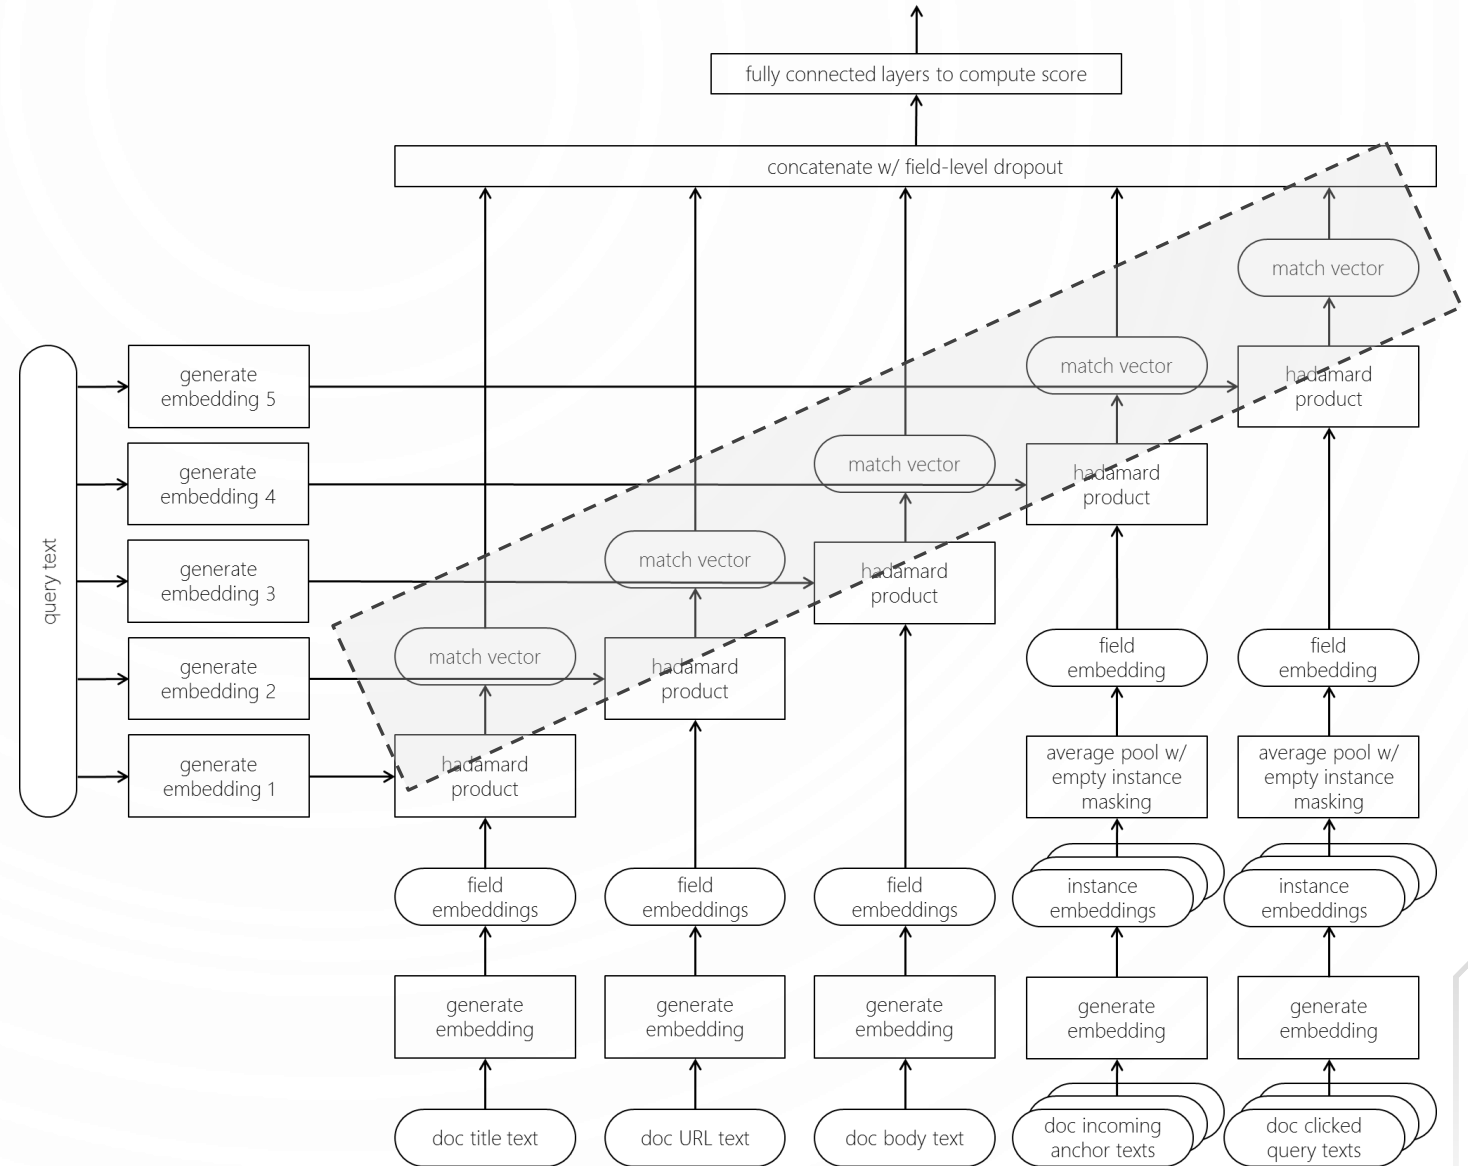 fully connected layers to compute score
concatenate w/ field-level dropout
match vector
match vector
generate
embedding 5
hadamard
product
match vector
generate
embedding 4
hadamard
product
match vector
query text
generate
embedding 3
hadamard
product
match vector
generate
embedding 2
hadamard
product
field
embedding
field
embedding
generate
embedding 1
hadamard
product
average pool w/
empty instance
masking
average pool w/
empty instance
masking
field
embeddings
field
embeddings
field
embeddings
instance
embeddings
instance
embeddings
generate
embedding
generate
embedding
generate
embedding
generate
embedding
generate
embedding
doc title text
doc URL text
doc body text
doc incoming
anchor texts
doc clicked
query texts